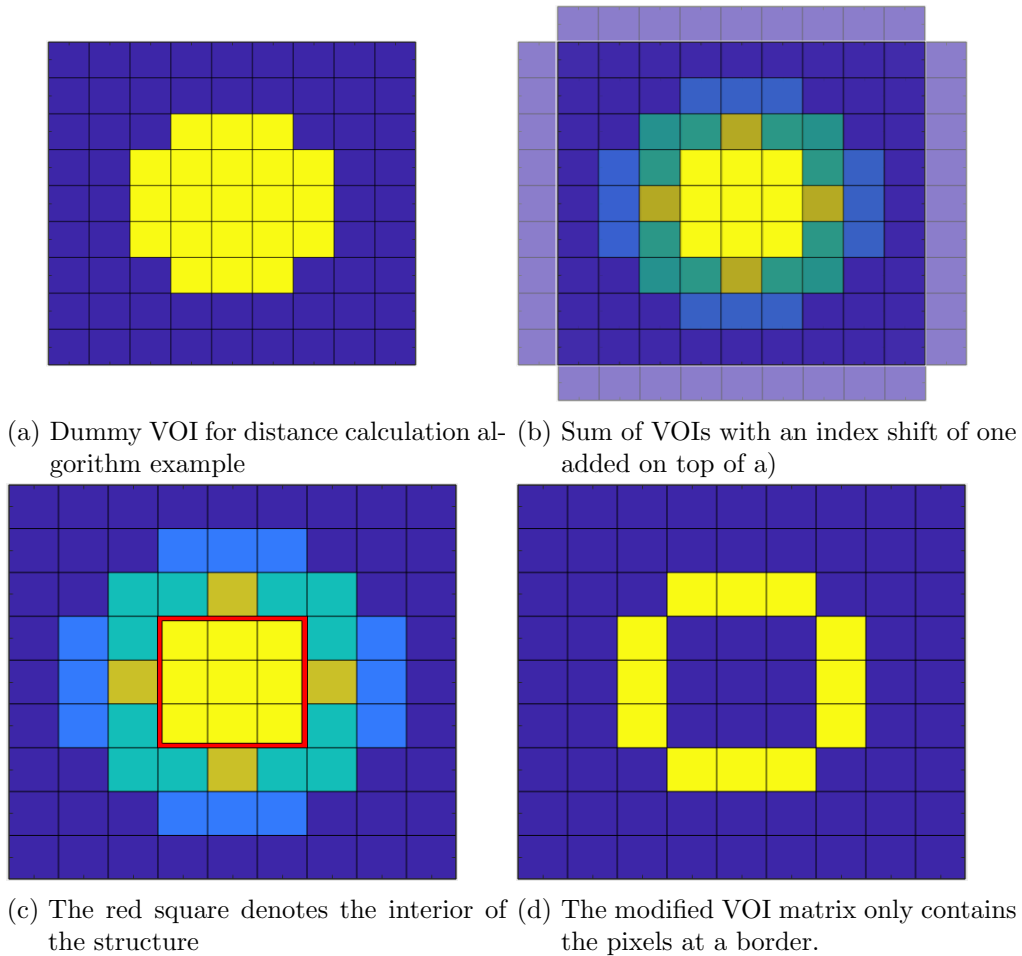 (a) Dummy VOI for distance calculation al-
gorithm example
(b) Sum of VOIs with an index shift of one
added on top of a)
(c) The red square denotes the interior of
the structure
(d) The modified VOI matrix only contains
the pixels at a border.